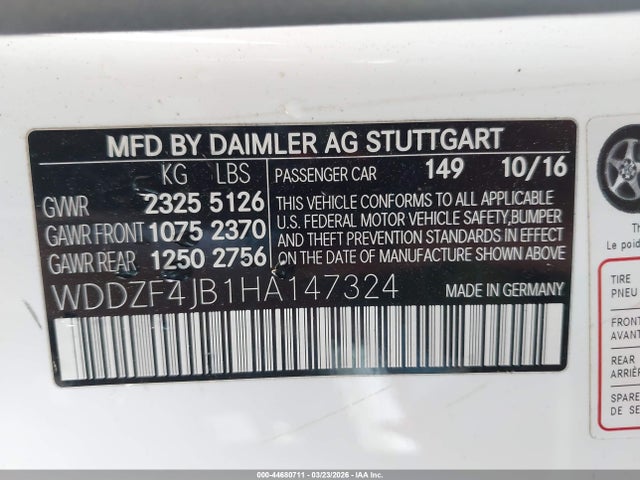 MFD BY DAIMLER AG STUTTGART
KG LBS
GVWR 2325 5126
GAWR FRONT 1075 2370
GAWR REAR 1250 2756
PASSENGER CAR 149 10/16
THIS VEHICLE CONFORMS TO ALL APPLICABLE
U.S. FEDERAL MOTOR VEHICLE SAFETY,BUMPER
AND THEFT PREVENTION STANDARDS IN EFFECT
ON THE DATE OF MANUFACTURE SHOWN ABOVE
WDDZF4JB1HA147324 MADE IN GERMANY
Th
Le poid
TIRE
PNEU
FRONT
AVANT
REAR
ARRIÈR
SPARE
DE SE
000-44680711 - 03/23/2026 - IAA Inc.